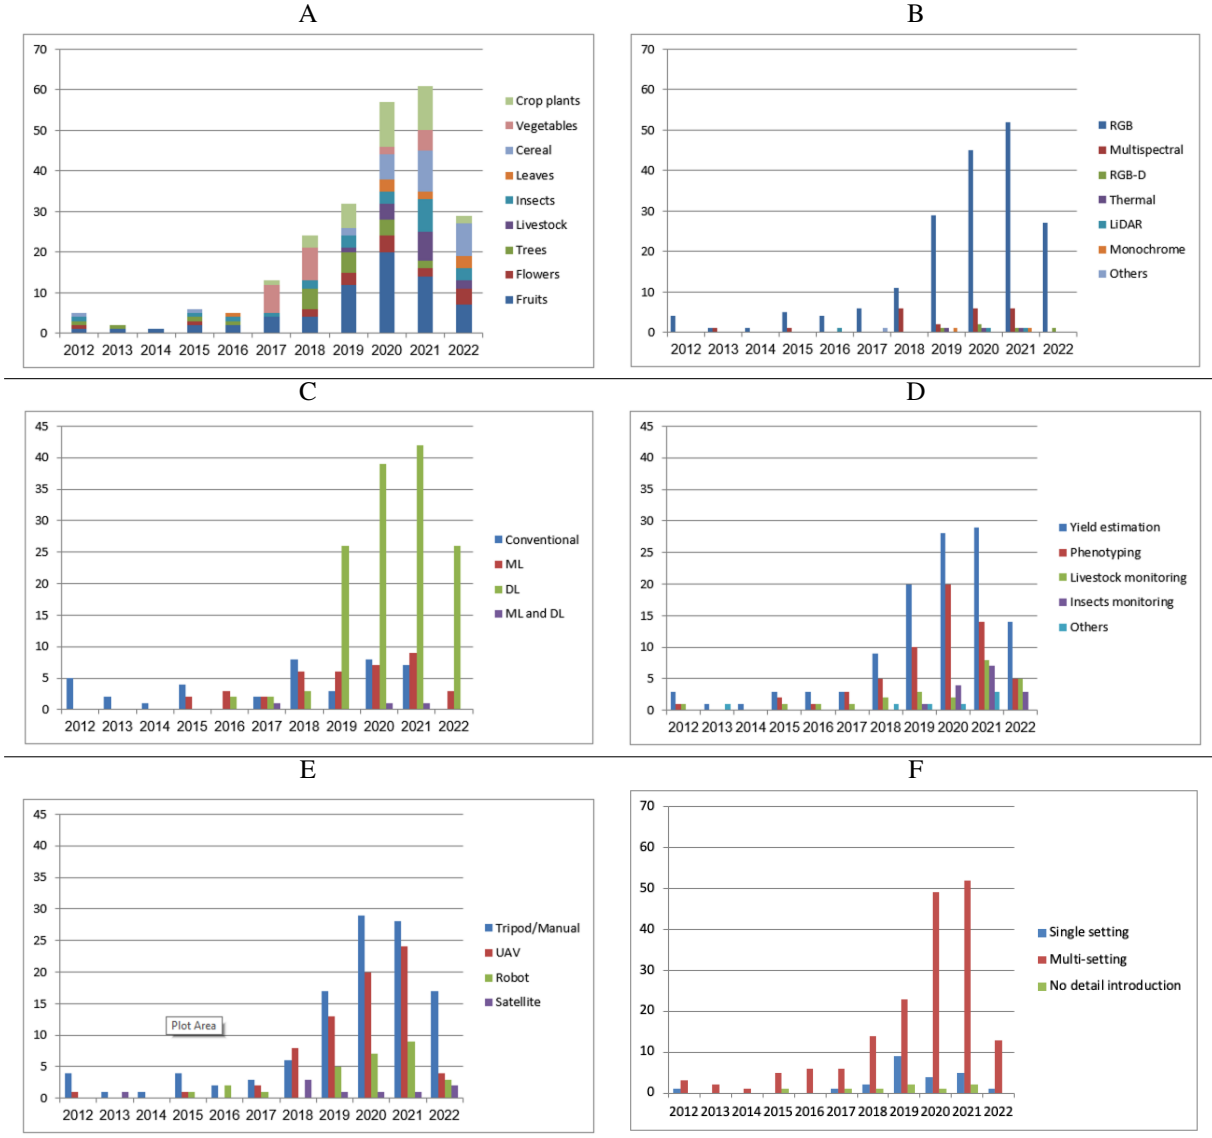 A
B
70
60
50
40
30
20
10
0
2012 2013 2014 2015 2016 2017 2018 2019 2020 2021 2022
Crop plants
Vegetables
Cereal
Leaves
Insects
Livestock
Trees
Flowers
Fruits
70
60
50
40
30
20
10
0
2012 2013 2014 2015 2016 2017 2018 2019 2020 2021 2022
RGB
Multispectral
RGB-D
Thermal
LiDAR
Monochrome
Others
C
D
45
40
35
30
25
20
15
10
5
0
2012 2013 2014 2015 2016 2017 2018 2019 2020 2021 2022
Conventional
ML
DL
ML and DL
45
40
35
30
25
20
15
10
5
0
2012 2013 2014 2015 2016 2017 2018 2019 2020 2021 2022
Yield estimation
Phenotyping
Livestock monitoring
Insects monitoring
Others
E
F
45
40
35
30
25
20
15
10
5
0
Plot Area
2012 2013 2014 2015 2016 2017 2018 2019 2020 2021 2022
Tripod/Manual
UAV
Robot
Satellite
70
60
50
40
30
20
10
0
2012 2013 2014 2015 2016 2017 2018 2019 2020 2021 2022
Single setting
Multi-setting
No detail introduction